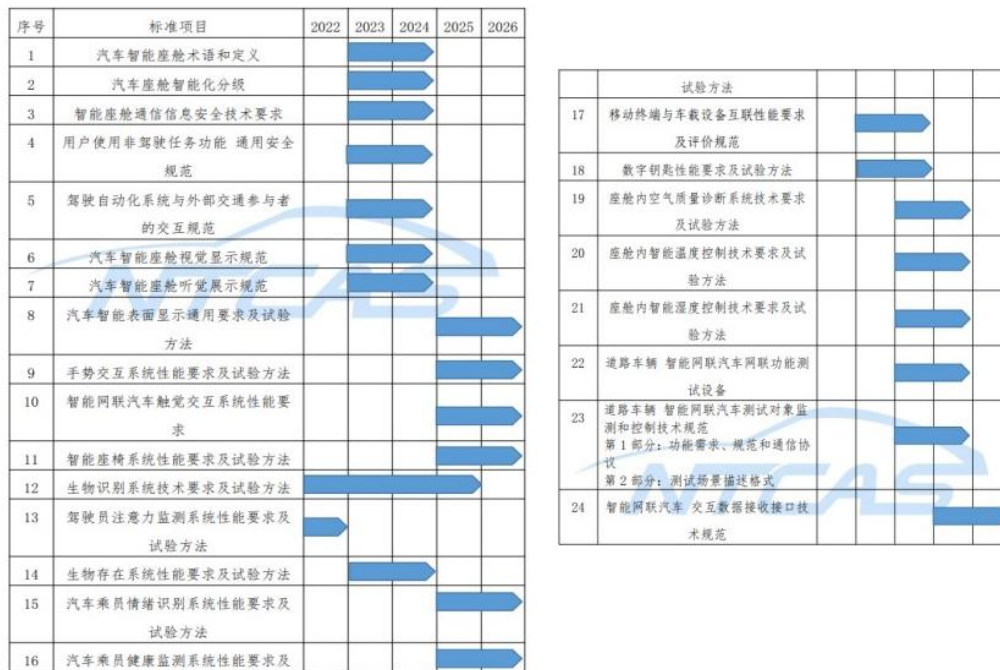 序号 标准项目 2022 2023 2024 2025 2026
1 汽车智能座舱术语和定义
2 汽车座舱智能化分级
3 智能座舱通信信息安全技术要求
4 用户使用非驾驶任务功能 通用安全
规范
5 驾驶自动化系统与外部交通参与者
的交互规范
6 汽车智能座舱视觉显示规范
7 汽车智能座舱听觉展示规范
8 汽车智能表面显示通用要求及试验
方法
9 手势交互系统性能要求及试验方法
10 智能网联汽车触觉交互系统性能要
求
11 智能座椅系统性能要求及试验方法
12 生物识别系统技术要求及试验方法
13 驾驶员注意力监测系统性能要求及
试验方法
14 生物存在系统性能要求及试验方法
15 汽车乘员情绪识别系统性能要求及
试验方法
16 汽车乘员健康监测系统性能要求及
NTCAS
试验方法
17 移动终端与车载设备互联性能要求
及评价规范
18 数字钥匙性能要求及试验方法
19 座舱内空气质量诊断系统技术要求
及试验方法
20 座舱内智能温度控制技术要求及试
验方法
21 座舱内智能湿度控制技术要求及试
验方法
22 道路车辆 智能网联汽车网联功能测
试设备
23 道路车辆 智能网联汽车测试对象监
测和控制技术规范
第1部分：功能需求、规范和通信协
议
第2部分：测试场景描述格式
24 智能网联汽车 交互数据接收接口技
术规范
NTCAS